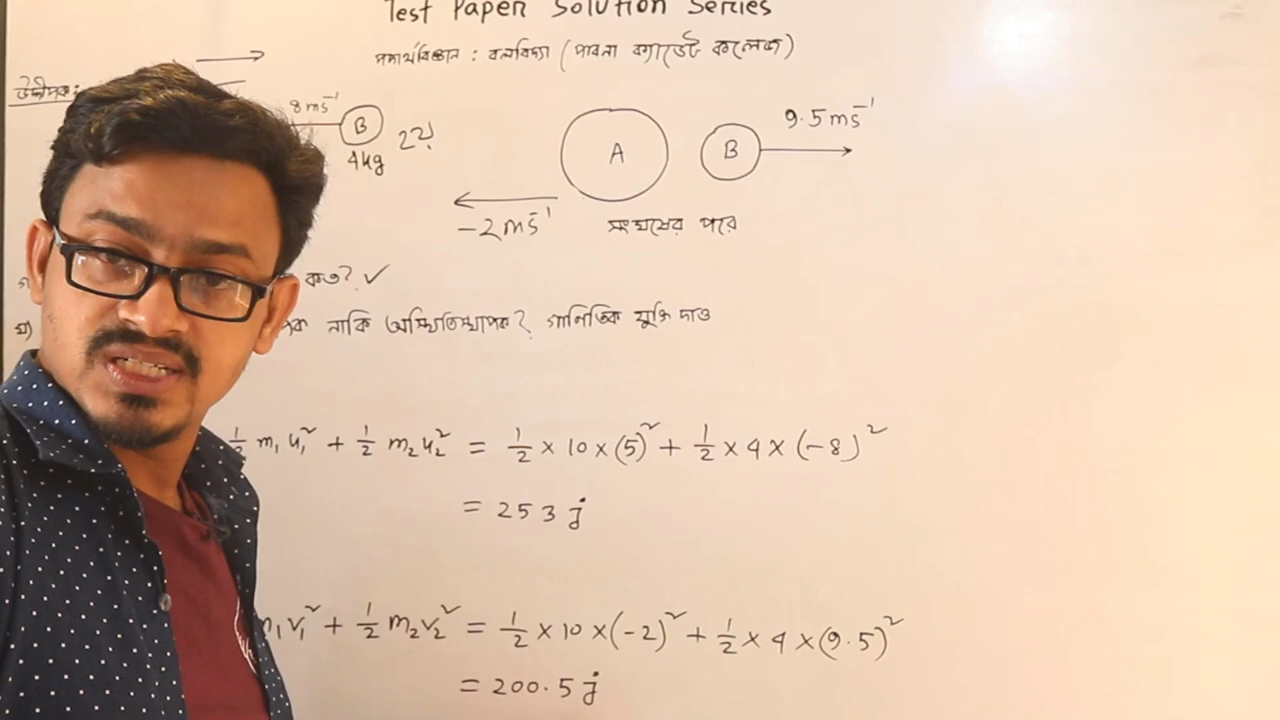 Test Paper Solution Series
পদার্থবিজ্ঞান : বলবিদ্যা (পাবনা ক্যাডেট কলেজ)
উদ্দীপক :
8 ms⁻¹
B
4kg
2?
A
B
9.5 ms⁻¹
-2 ms⁻¹
সংঘর্ষের পরে
কত? ✓
ঘ) নাকি অস্থিতিস্থাপক? গাণিতিক যুক্তি দাও
½ m₁u₁² + ½ m₂u₂² = ½ × 10 × (5)² + ½ × 4 × (-8)²
= 253 j
v₁² + ½ m₂v₂² = ½ × 10 × (-2)² + ½ × 4 × (9.5)²
= 200.5 j